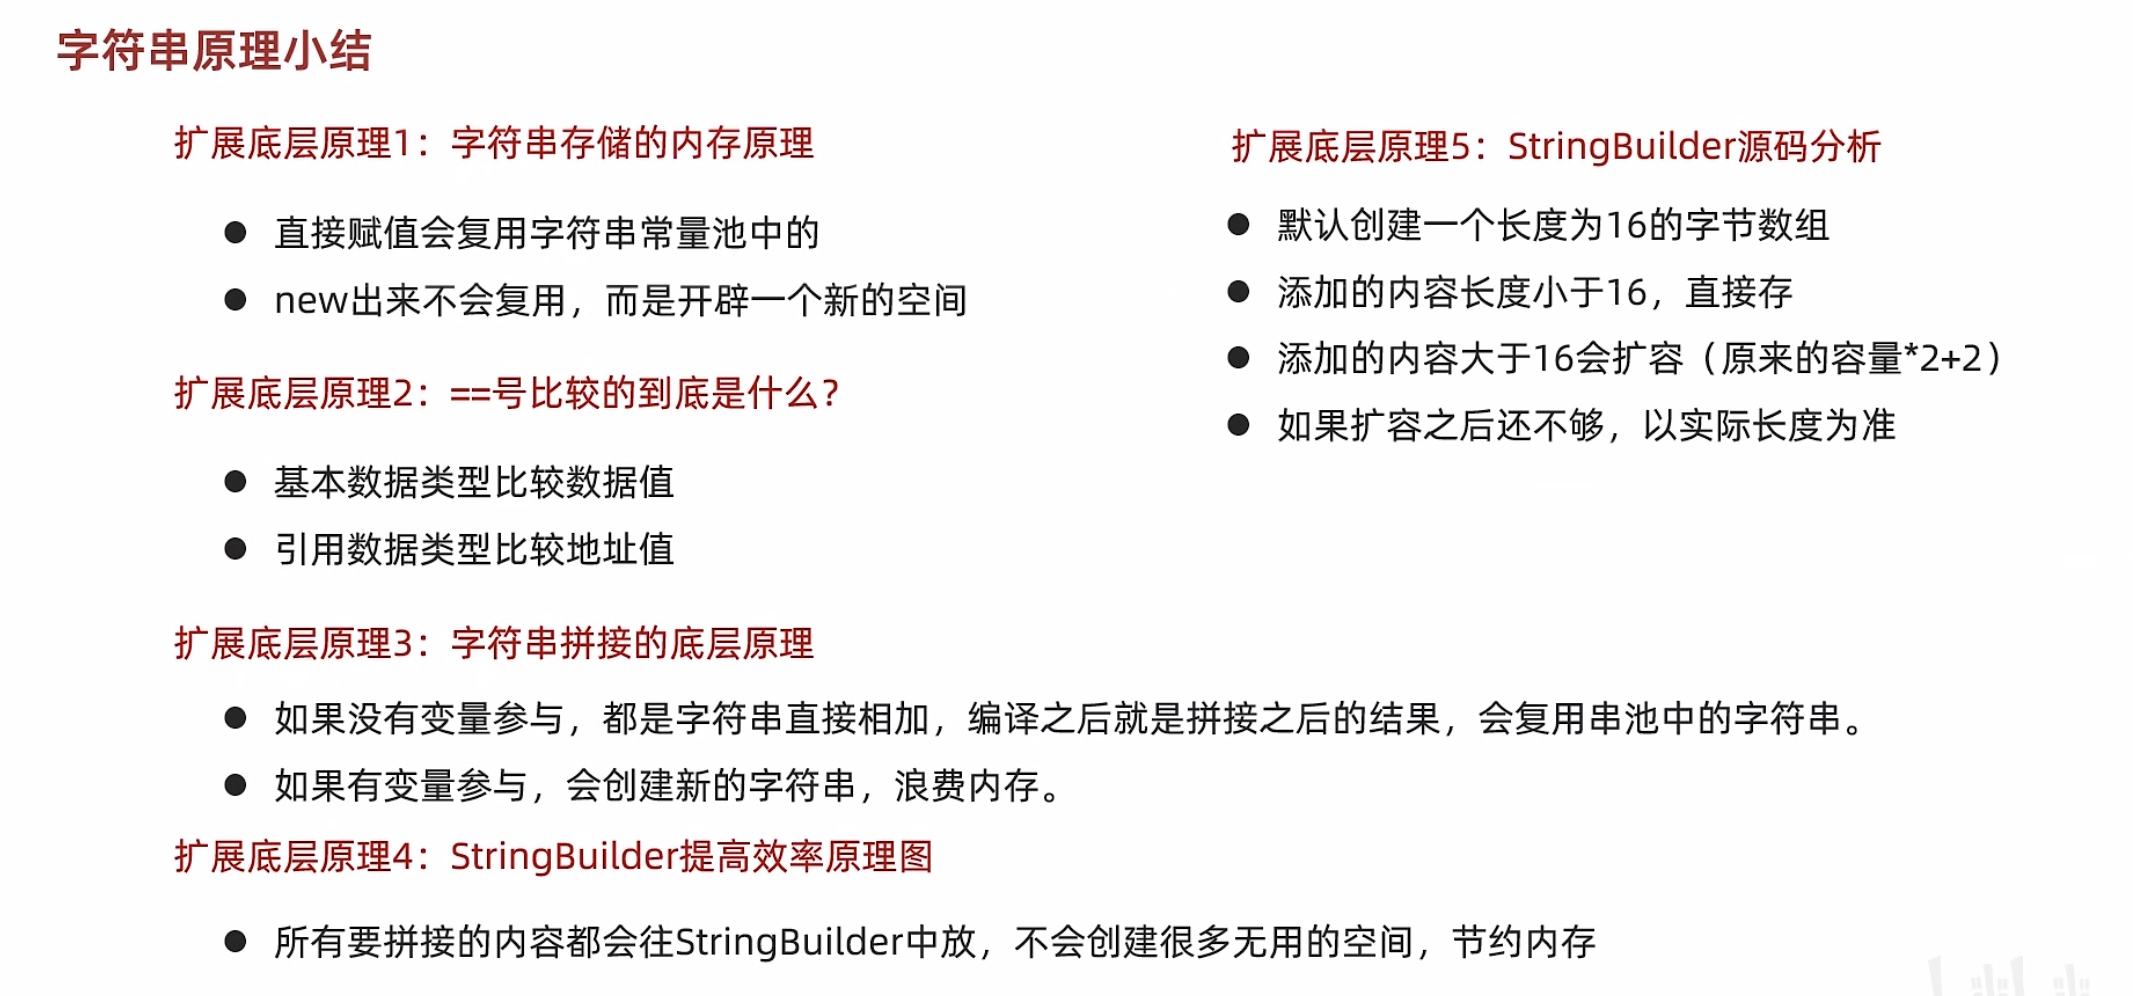 字符串原理小结
扩展底层原理1：字符串存储的内存原理
直接赋值会复用字符串常量池中的
new出来不会复用，而是开辟一个新的空间
扩展底层原理2：==号比较的到底是什么？
基本数据类型比较数据值
引用数据类型比较地址值
扩展底层原理3：字符串拼接的底层原理
如果没有变量参与，都是字符串直接相加，编译之后就是拼接之后的结果，会复用串池中的字符串。
如果有变量参与，会创建新的字符串，浪费内存。
扩展底层原理4：StringBuilder提高效率原理图
所有要拼接的内容都会往StringBuilder中放，不会创建很多无用的空间，节约内存
扩展底层原理5：StringBuilder源码分析
默认创建一个长度为16的字节数组
添加的内容长度小于16，直接存
添加的内容大于16会扩容（原来的容量*2+2）
如果扩容之后还不够，以实际长度为准